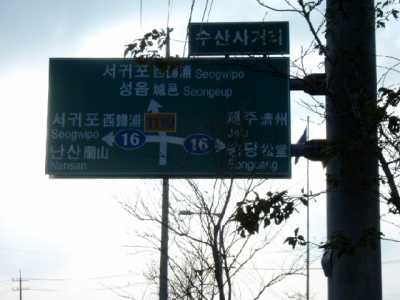 수산사거리
서귀포 西歸浦 Seogwipo
성읍 城邑 Seongeup
서귀포 西歸浦
Seogwipo
제주 濟州
Jeju
16
16
난산 蘭山
Nansan
송당 松堂
Songdang